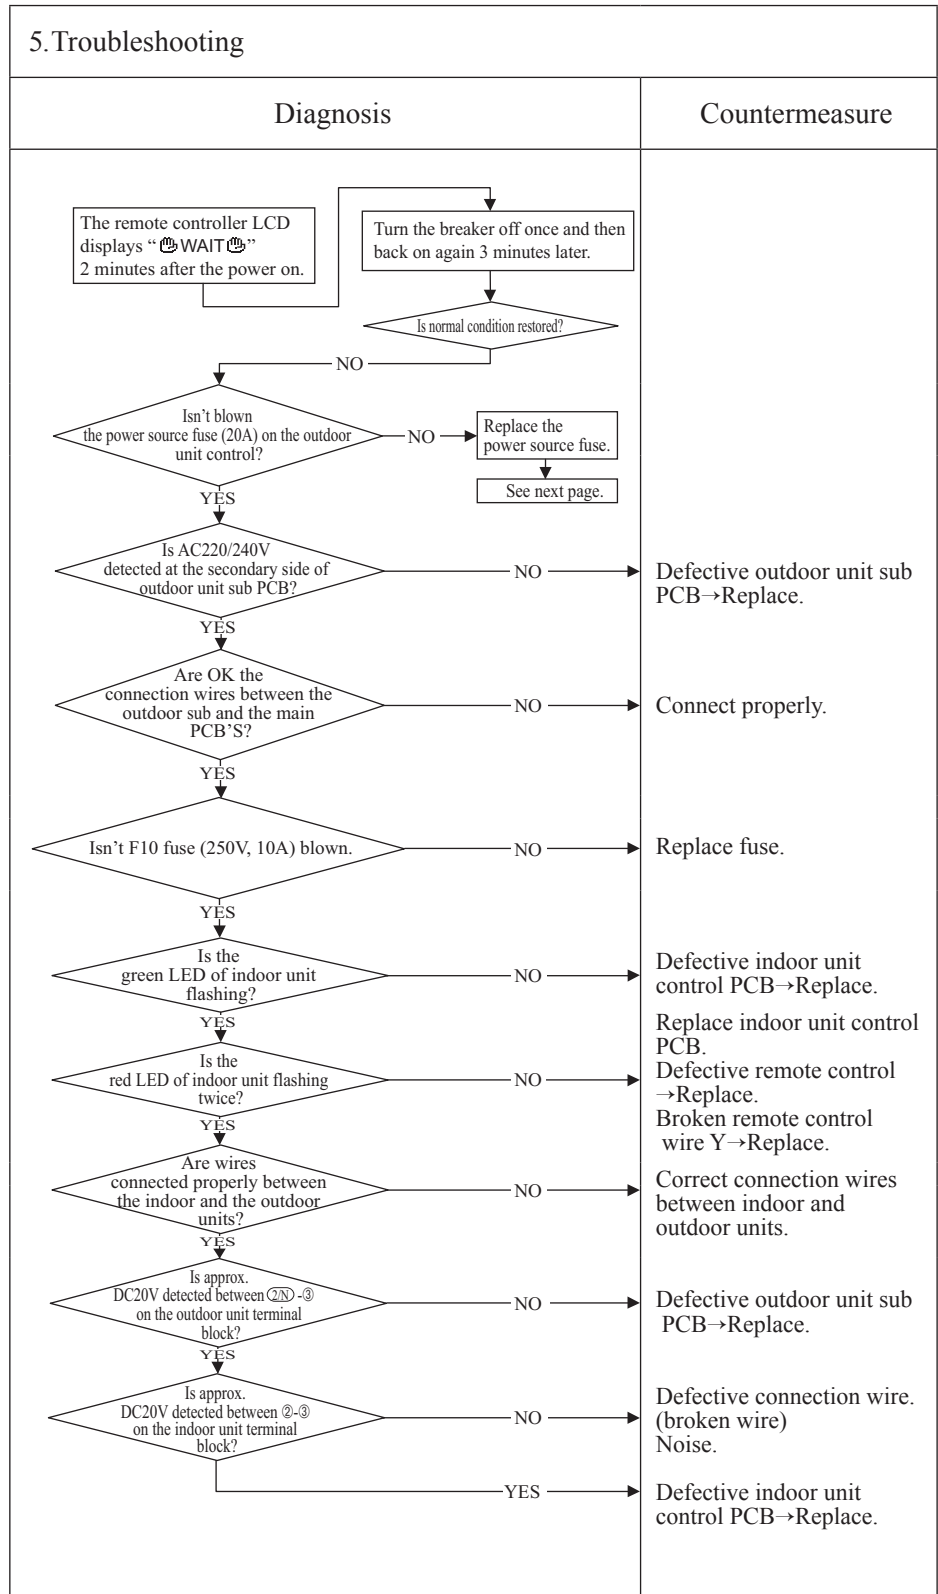 5.Troubleshooting
Diagnosis
Countermeasure
The remote controller LCD
displays “ WAIT ”
2 minutes after the power on.
Turn the breaker off once and then
back on again 3 minutes later.
Is normal condition restored?
NO
Isn’t blown
the power source fuse (20A) on the outdoor
unit control?
NO
Replace the
power source fuse.
See next page.
YES
Is AC220/240V
detected at the secondary side of
outdoor unit sub PCB?
NO
Defective outdoor unit sub
PCB→Replace.
YES
Are OK the
connection wires between the
outdoor sub and the main
PCB’S?
NO
Connect properly.
YES
Isn’t F10 fuse (250V, 10A) blown.
NO
Replace fuse.
YES
Is the
green LED of indoor unit
flashing?
NO
Defective indoor unit
control PCB→Replace.
YES
Is the
red LED of indoor unit flashing
twice?
NO
Replace indoor unit control
PCB.
Defective remote control
→Replace.
Broken remote control
wire Y→Replace.
YES
Are wires
connected properly between
the indoor and the outdoor
units?
NO
Correct connection wires
between indoor and
outdoor units.
YES
Is approx.
DC20V detected between 2/N -③
on the outdoor unit terminal
block?
NO
Defective outdoor unit sub
PCB→Replace.
YES
Is approx.
DC20V detected between ②-③
on the indoor unit terminal
block?
NO
Defective connection wire.
(broken wire)
Noise.
YES
Defective indoor unit
control PCB→Replace.